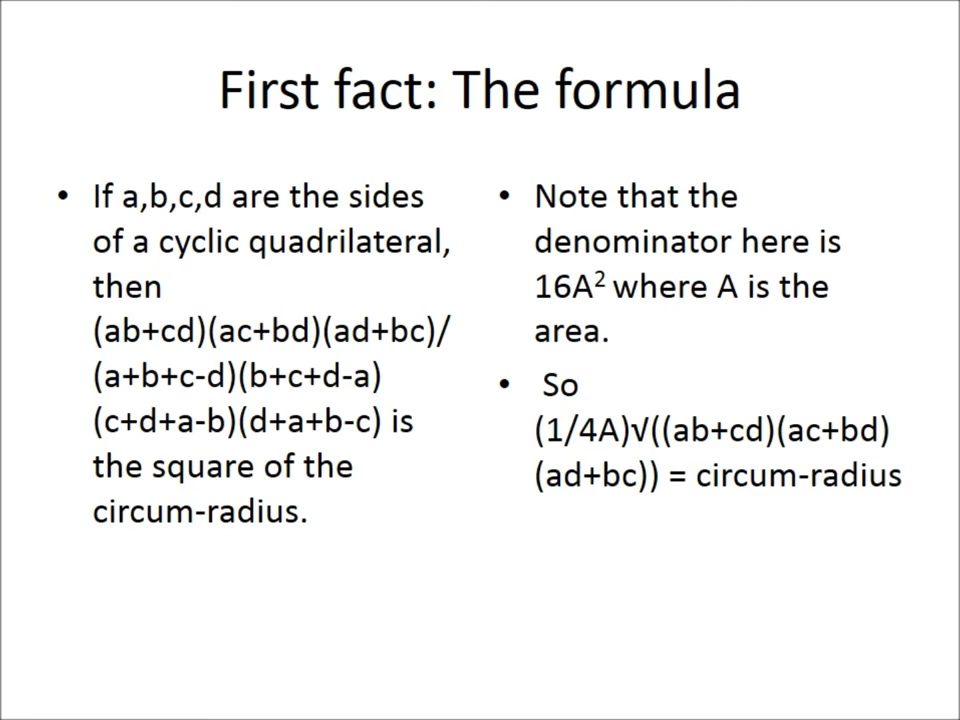 First fact: The formula
• If a,b,c,d are the sides
of a cyclic quadrilateral,
then
(ab+cd)(ac+bd)(ad+bc)/
(a+b+c-d)(b+c+d-a)
(c+d+a-b)(d+a+b-c) is
the square of the
circum-radius.
• Note that the
denominator here is
16A² where A is the
area.
• So
(1/4A)√((ab+cd)(ac+bd)
(ad+bc)) = circum-radius